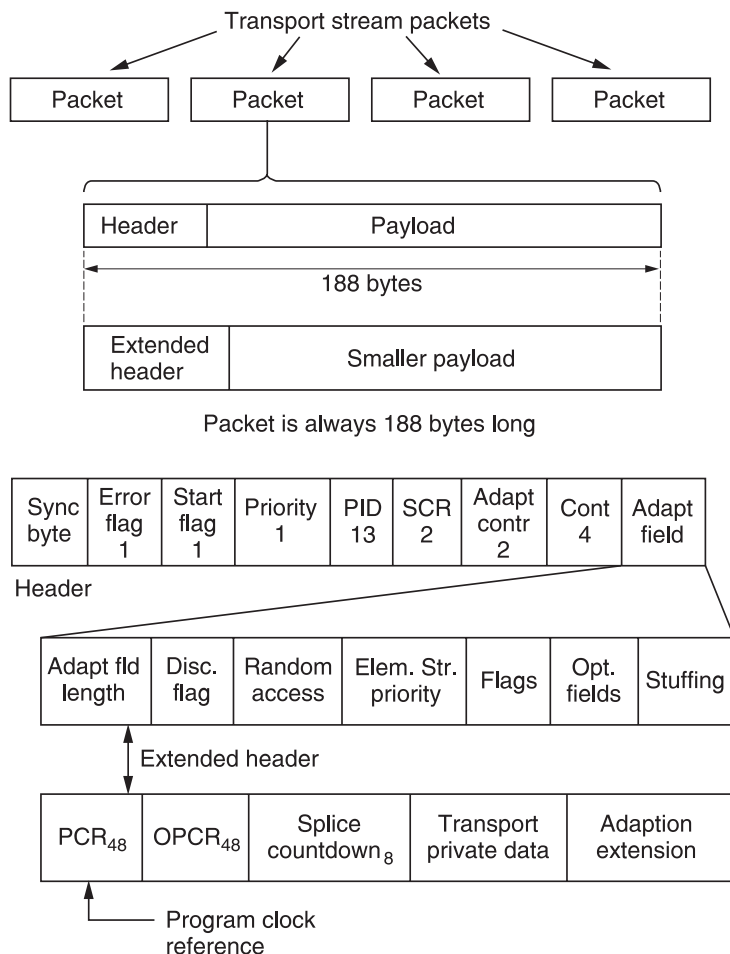 Transport stream packets
Packet Packet Packet Packet
Header Payload
188 bytes
Extended header Smaller payload
Packet is always 188 bytes long
Sync byte Error flag 1 Start flag 1 Priority 1 PID 13 SCR 2 Adapt contr 2 Cont 4 Adapt field
Header
Adapt fld length Disc. flag Random access Elem. Str. priority Flags Opt. fields Stuffing
Extended header
PCR48 OPCR48 Splice countdown8 Transport private data Adaption extension
Program clock
reference